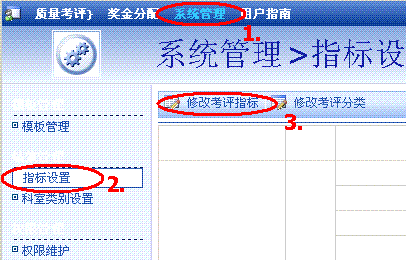 质量考评} 奖金分配 系统管理 用户指南
1.
系统管理 >指标设
修改考评指标 修改考评分类
3.
模板管理
指标设置
2.
科室类别设置
权限维护